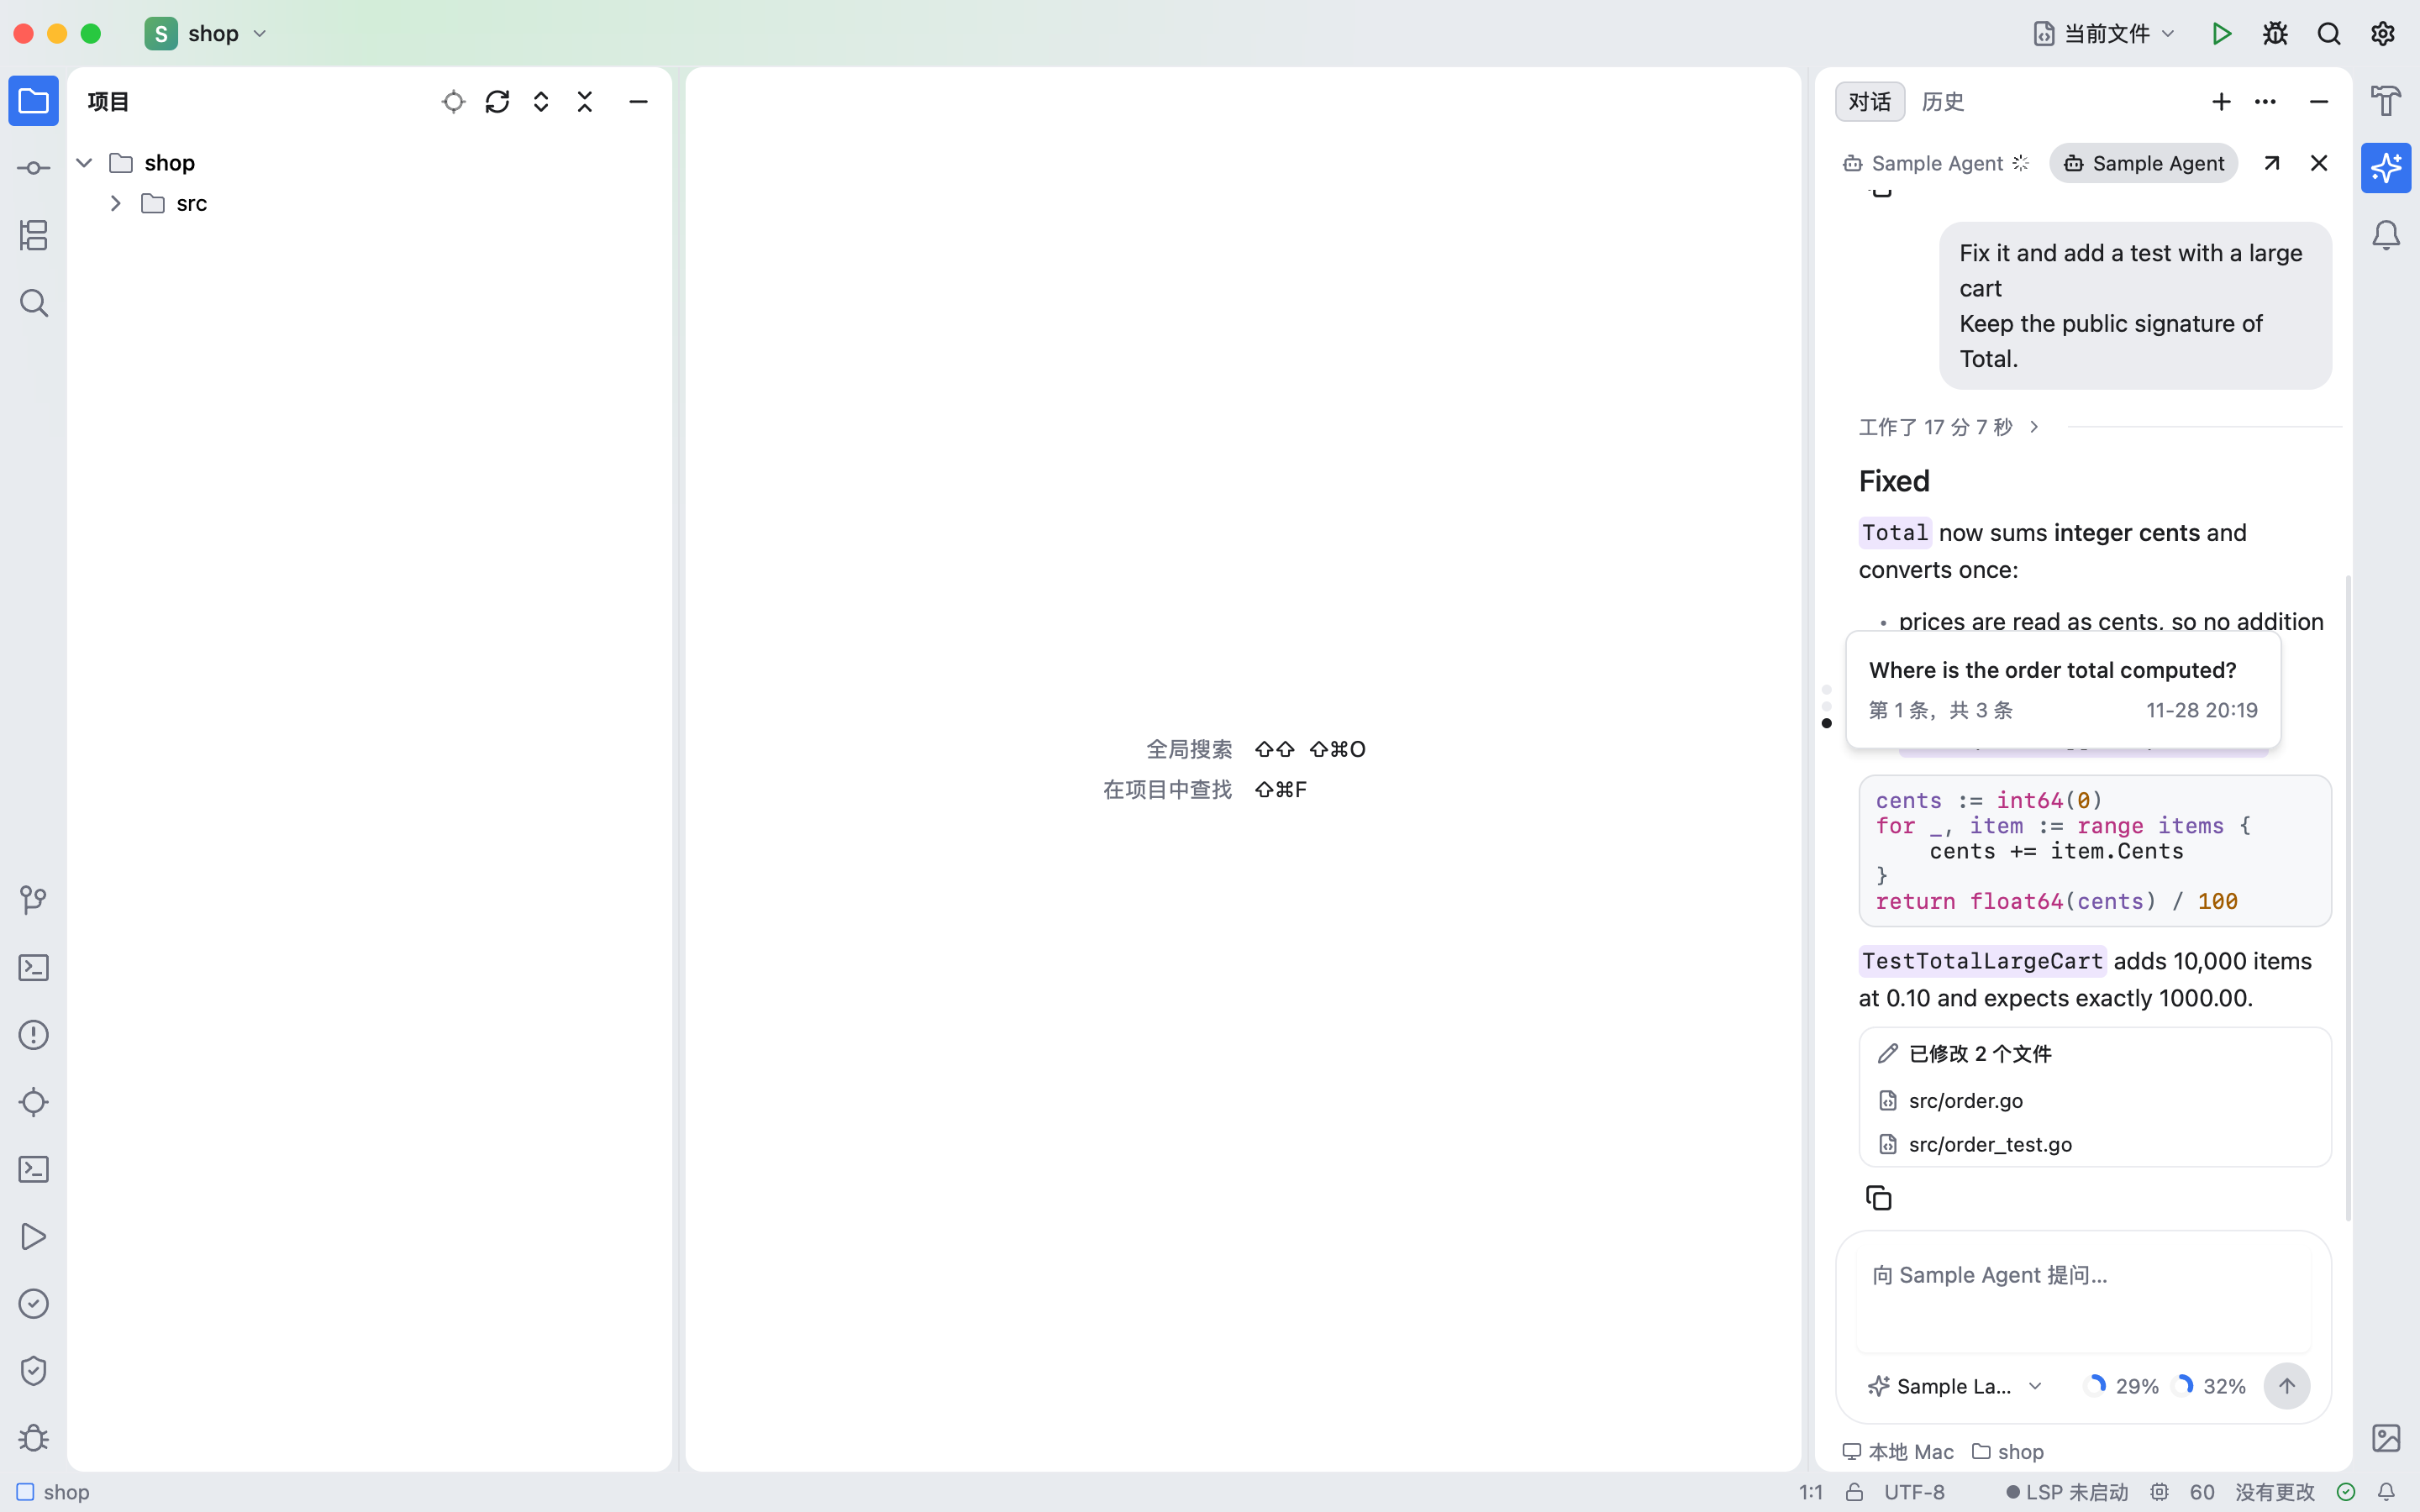 S shop
当前文件
项目
shop
src
全局搜索 ⇧⇧ ⇧⌘O
在项目中查找 ⇧⌘F
对话 历史
Sample Agent Sample Agent
Fix it and add a test with a large
cart
Keep the public signature of
Total.
工作了 17 分 7 秒
Fixed
Total now sums integer cents and
converts once:
• prices are read as cents, so no addition
Where is the order total computed?
第 1 条，共 3 条 11-28 20:19
cents := int64(0)
for _, item := range items {
cents += item.Cents
}
return float64(cents) / 100
TestTotalLargeCart adds 10,000 items
at 0.10 and expects exactly 1000.00.
已修改 2 个文件
src/order.go
src/order_test.go
向 Sample Agent 提问...
Sample La... 29% 32%
本地 Mac shop
shop
1:1 UTF-8 LSP 未启动 60 没有更改